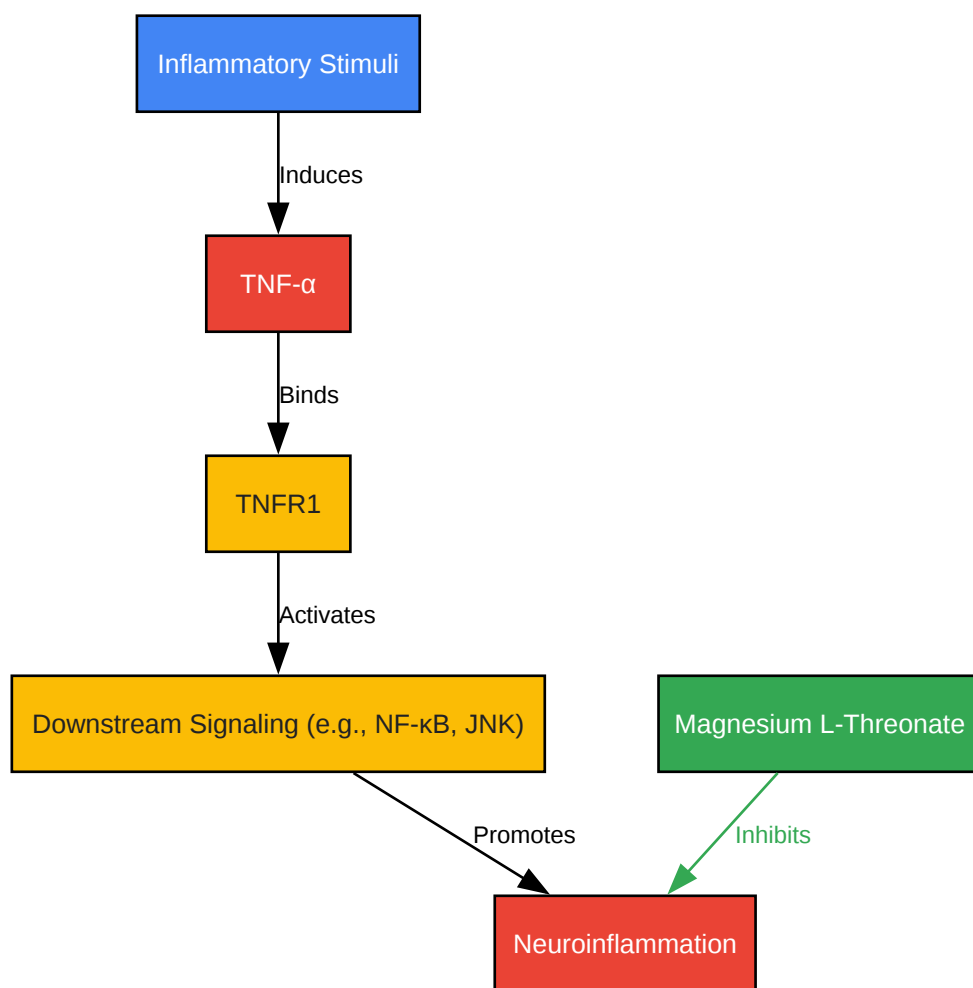 Inflammatory Stimuli
Induces
TNF-α
Binds
TNFR1
Activates
Downstream Signaling (e.g., NF-κB, JNK)
Magnesium L-Threonate
Promotes
Inhibits
Neuroinflammation